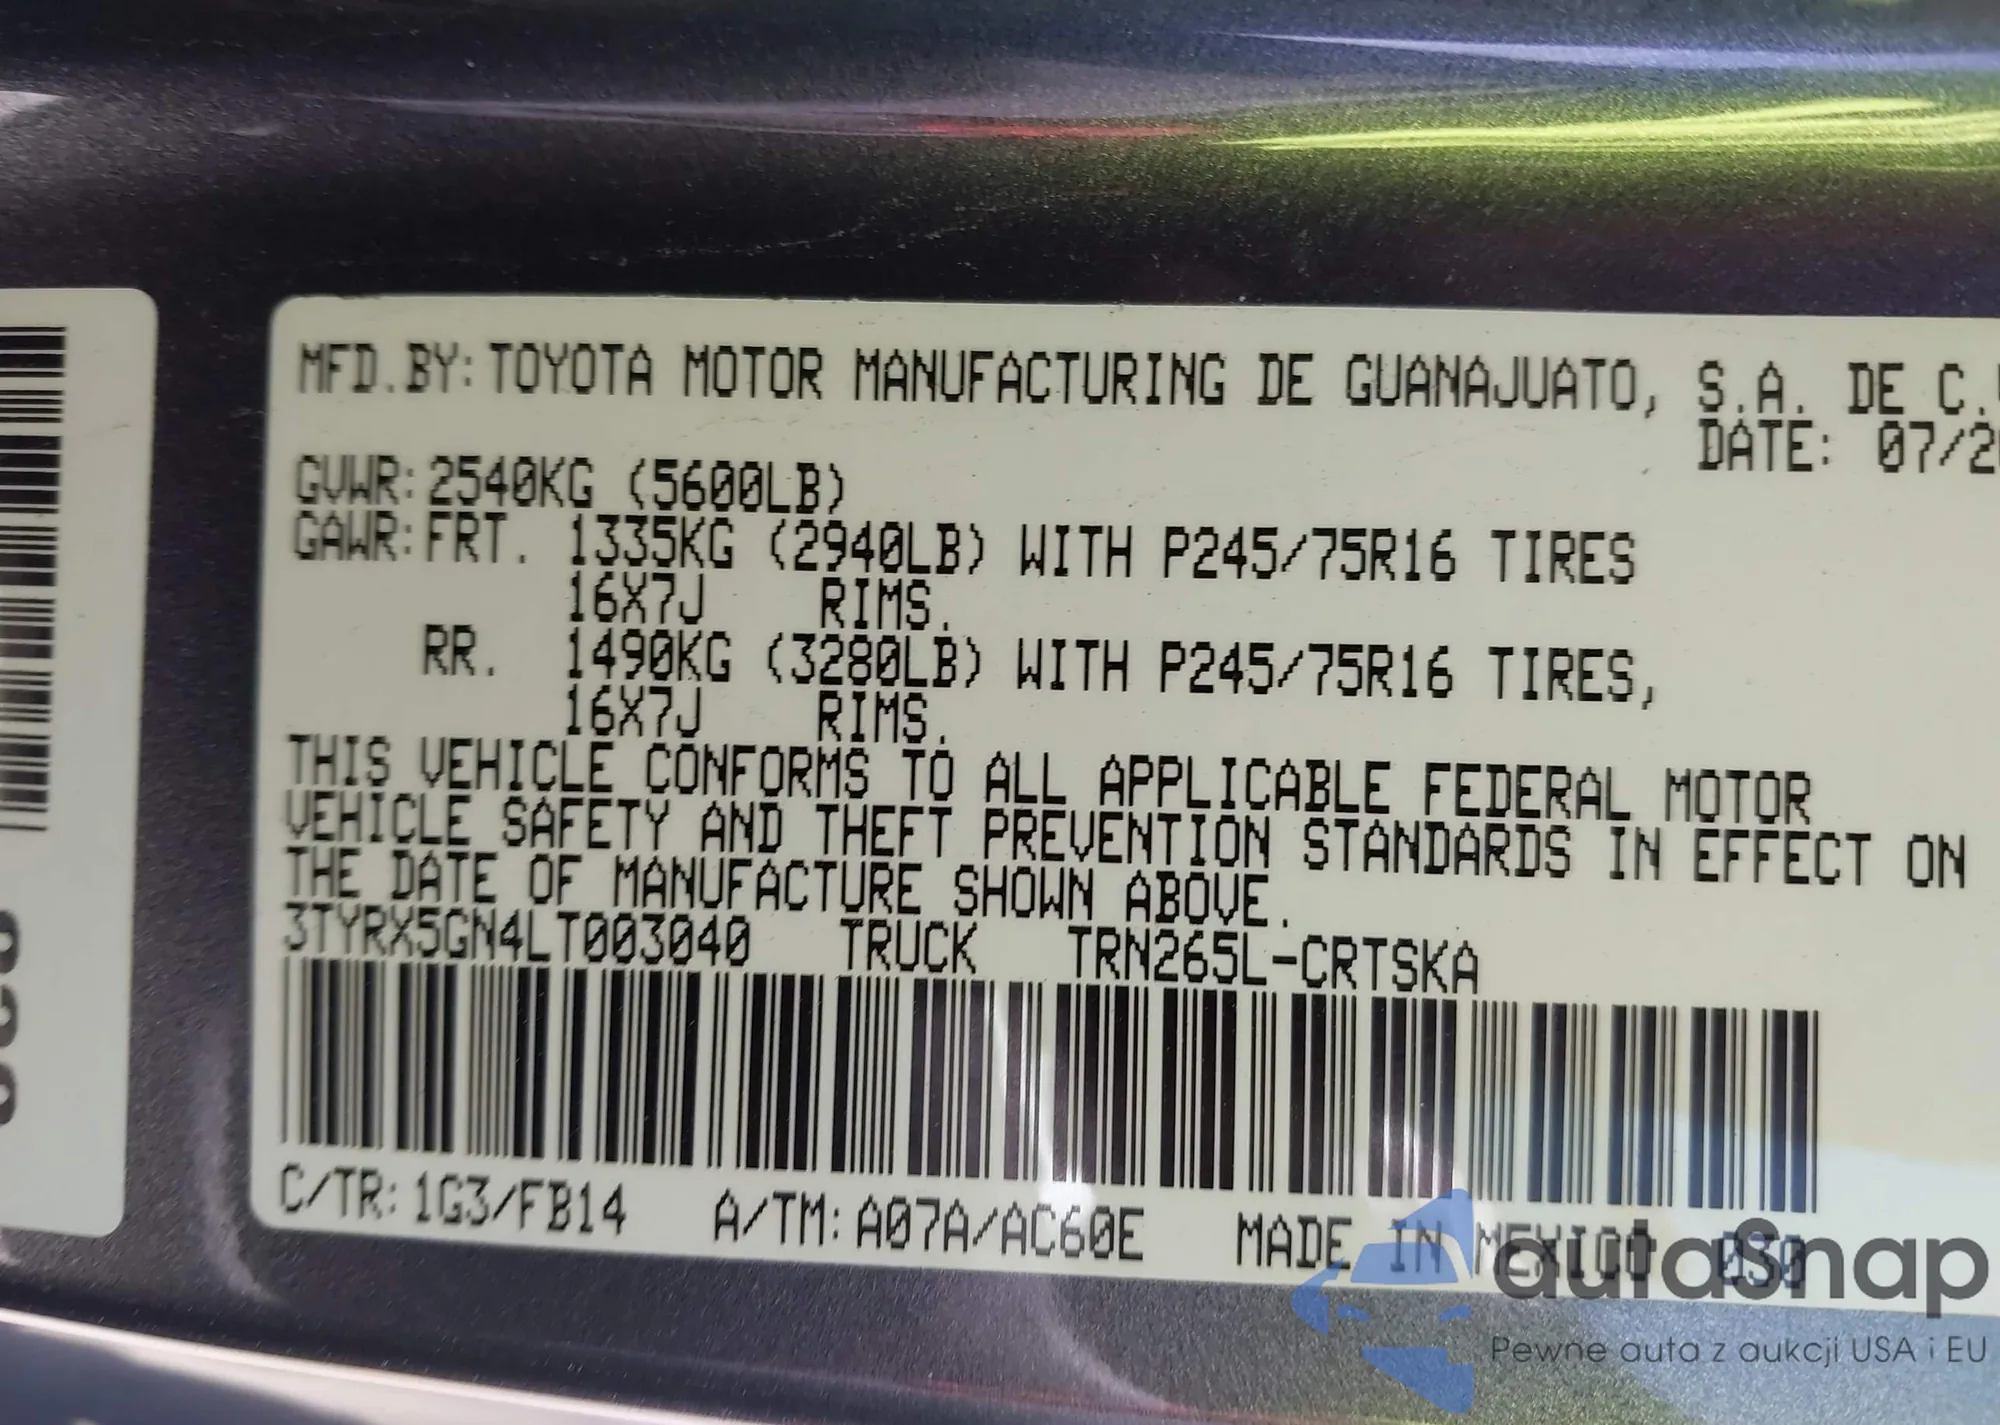 MFD.BY: TOYOTA MOTOR MANUFACTURING DE GUANAJUATO, S.A. DE C.
DATE: 07/2
GVWR: 2540KG (5600LB)
GAWR: FRT. 1335KG (2940LB) WITH P245/75R16 TIRES
16X7J RIMS.
RR. 1490KG (3280LB) WITH P245/75R16 TIRES,
16X7J RIMS.
THIS VEHICLE CONFORMS TO ALL APPLICABLE FEDERAL MOTOR
VEHICLE SAFETY AND THEFT PREVENTION STANDARDS IN EFFECT ON
THE DATE OF MANUFACTURE SHOWN ABOVE.
3TYRX5GN4LT003040 TRUCK TRN265L-CRTSKA
C/TR: 1G3/FB14 A/TM: A07A/AC60E MADE IN MEXICO 030
autaSnap
Pewne auta z aukcji USA i EU